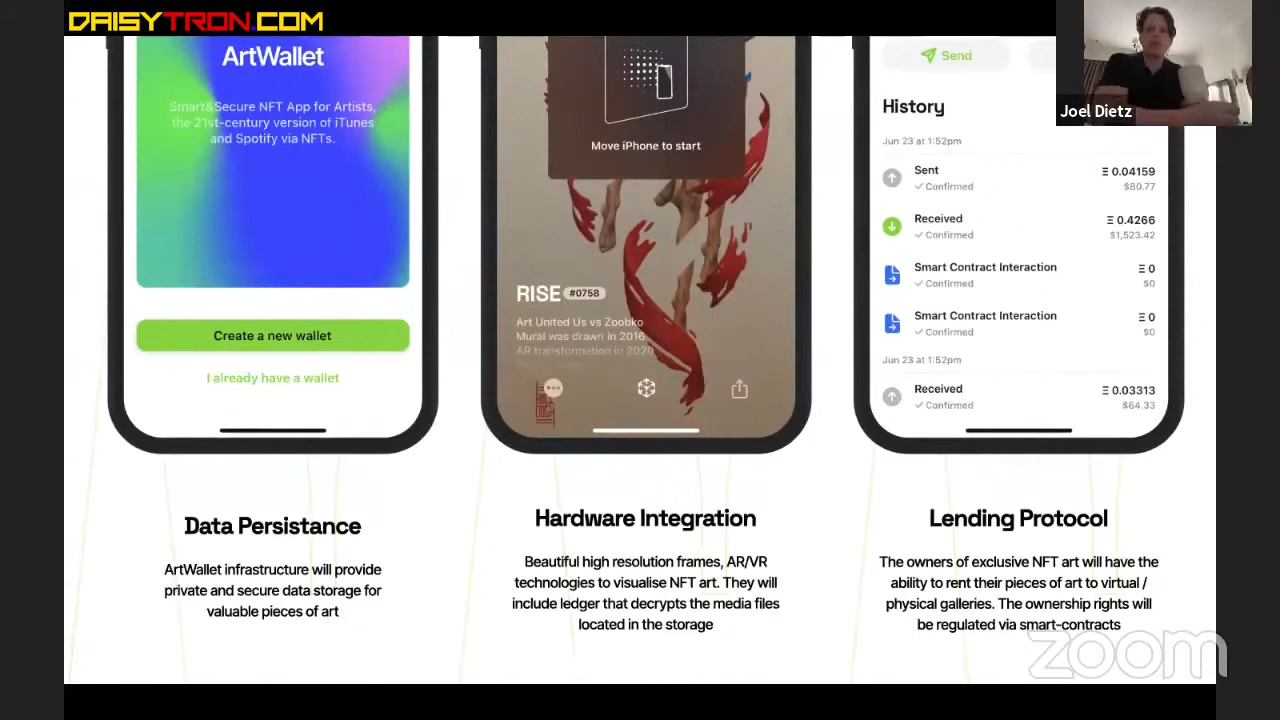 DAISYTRON.COM
ArtWallet
Smart&Secure NFT App for Artists,
the 21st-century version of iTunes
and Spotify via NFTs.
Create a new wallet
I already have a wallet
Move iPhone to start
RISE #0758
Art United Us vs Zoobko
Mural was drawn in 2016
AR transformation in 2020
Send
History
Jun 23 at 1:52pm
Sent Ξ 0.04159
✓ Confirmed $80.77
Received Ξ 0.4266
✓ Confirmed $1,523.42
Smart Contract Interaction Ξ 0
✓ Confirmed $0
Smart Contract Interaction Ξ 0
✓ Confirmed $0
Jun 23 at 1:52pm
Received Ξ 0.03313
✓ Confirmed $64.33
Joel Dietz
Data Persistance
ArtWallet infrastructure will provide
private and secure data storage for
valuable pieces of art
Hardware Integration
Beautiful high resolution frames, AR/VR
technologies to visualise NFT art. They will
include ledger that decrypts the media files
located in the storage
Lending Protocol
The owners of exclusive NFT art will have the
ability to rent their pieces of art to virtual /
physical galleries. The ownership rights will
be regulated via smart-contracts
zoom